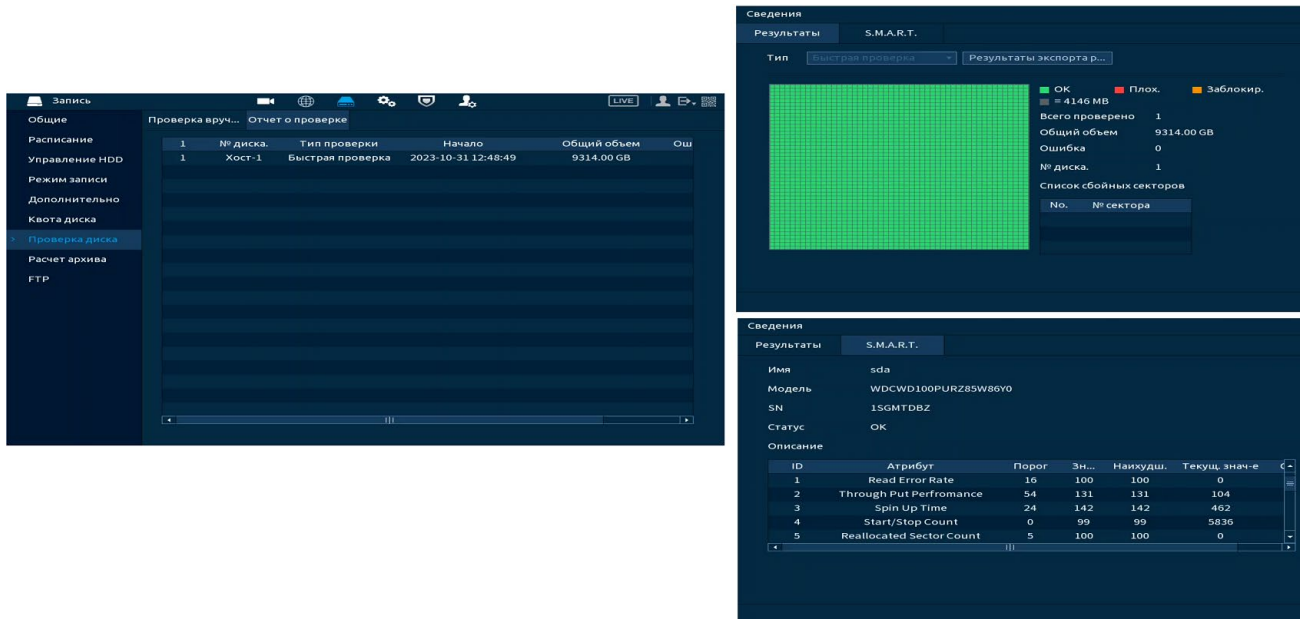 Запись
LIVE
Общие
Расписание
Управление HDD
Режим записи
Дополнительно
Квота диска
> Проверка диска
Расчет архива
FTP
Проверка вруч... Отчет о проверке
1 № диска. Тип проверки Начало Общий объем Ош
1 Хост-1 Быстрая проверка 2023-10-31 12:48:49 9314.00 GB
Сведения
Результаты S.M.A.R.T.
Тип Быстрая проверка Результаты экспорта р...
OK Плох. Заблокир.
= 4146 MB
Всего проверено 1
Общий объем 9314.00 GB
Ошибка 0
№ диска. 1
Список сбойных секторов
No. № сектора
Сведения
Результаты S.M.A.R.T.
Имя sda
Модель WDCWD100PURZ85W86Y0
SN 1SGMTDBZ
Статус OK
Описание
ID Атрибут Порог Зн... Наихудш. Текущ. знач-е
1 Read Error Rate 16 100 100 0
2 Through Put Perfromance 54 131 131 104
3 Spin Up Time 24 142 142 462
4 Start/Stop Count 0 99 99 5836
5 Reallocated Sector Count 5 100 100 0